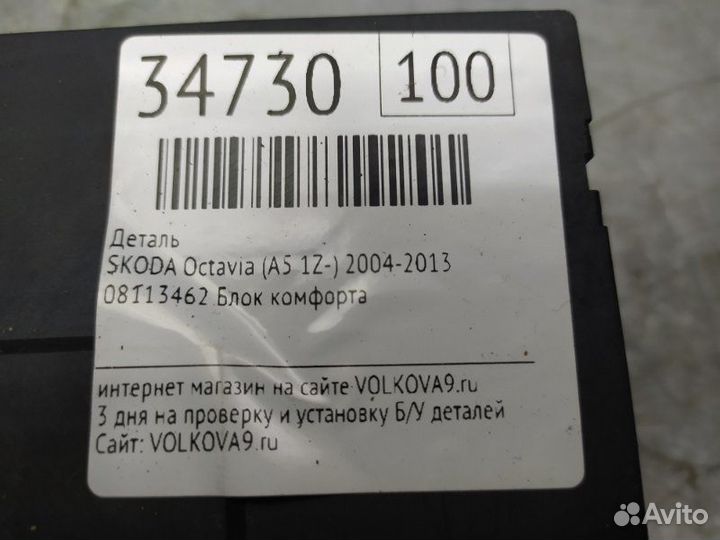 34730 100
Деталь
SKODA Octavia (A5 1Z-) 2004-2013
08113462 Блок комфорта
интернет магазин на сайте VOLKOVA9.ru
3 дня на проверку и установку Б/У деталей
Сайт: VOLKOVA9.ru
Avito